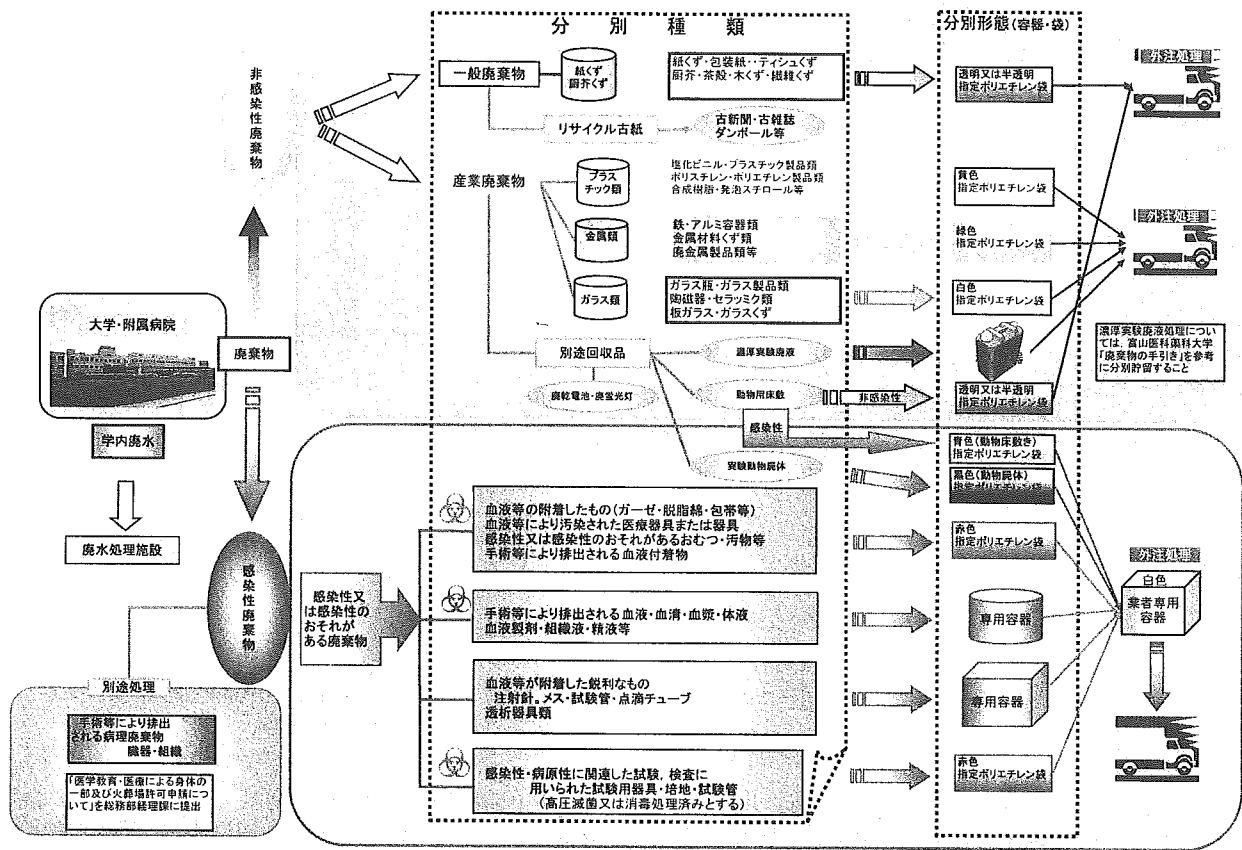 分別種類
分別形態(容器・袋)
非感染性廃棄物
一般廃棄物
紙くず
厨芥くず
紙くず・包装紙・・ティシュくず
厨芥・茶殻・木くず・繊維くず
透明又は半透明
指定ポリエチレン袋
外注処理
リサイクル古紙
古新聞・古雑誌
ダンボール等
産業廃棄物
プラス
チック類
塩化ビニル・プラスチック製品類
ポリスチレン・ポリエチレン製品類
合成樹脂・発泡スチロール等
黄色
指定ポリエチレン袋
金属類
鉄・アルミ容器類
金属材料くず類
廃金属製品類等
緑色
指定ポリエチレン袋
外注処理
ガラス類
ガラス瓶・ガラス製品類
陶磁器・セラッミク類
板ガラス・ガラスくず
白色
指定ポリエチレン袋
大学・附属病院
廃棄物
別途回収品
濃厚実験廃液
濃厚実験廃液処理につい
ては、富山医科薬科大学
「廃棄物の手引き」を参考
に分別貯留すること
廃乾電池・廃蛍光灯
動物用床敷
非感染性
透明又は半透明
指定ポリエチレン袋
学内廃水
感染性
青色(動物床敷き)
指定ポリエチレン袋
実験動物屍体
黒色(動物屍体)
指定ポリエチレン袋
廃水処理施設
感染性廃棄物
感染性又
は感染性の
おそれが
ある廃棄物
血液等の附着したもの(ガーゼ・脱脂綿・包帯等)
血液等により汚染された医療器具または器具
感染性又は感染性のおそれがあるおむつ・汚物等
手術等により排出される血液付着物
赤色
指定ポリエチレン袋
外注処理
白色
業者専用
容器
手術等により排出される血液・血清・血漿・体液
血液製剤・組織液・精液等
専用容器
血液等が附着した鋭利なもの
注射針。メス・試験管・点滴チューブ
透析器具類
専用容器
別途処理
手術等により排出
される病理廃棄物
臓器・組織
「医学教育・医療による身体の
一部及び火葬場許可申請につ
いて」を総務部経理課に提出
感染性・病原性に関連した試験、検査に
用いられた試験用器具・培地・試験管
(高圧滅菌又は消毒処理済みとする)
赤色
指定ポリエチレン袋